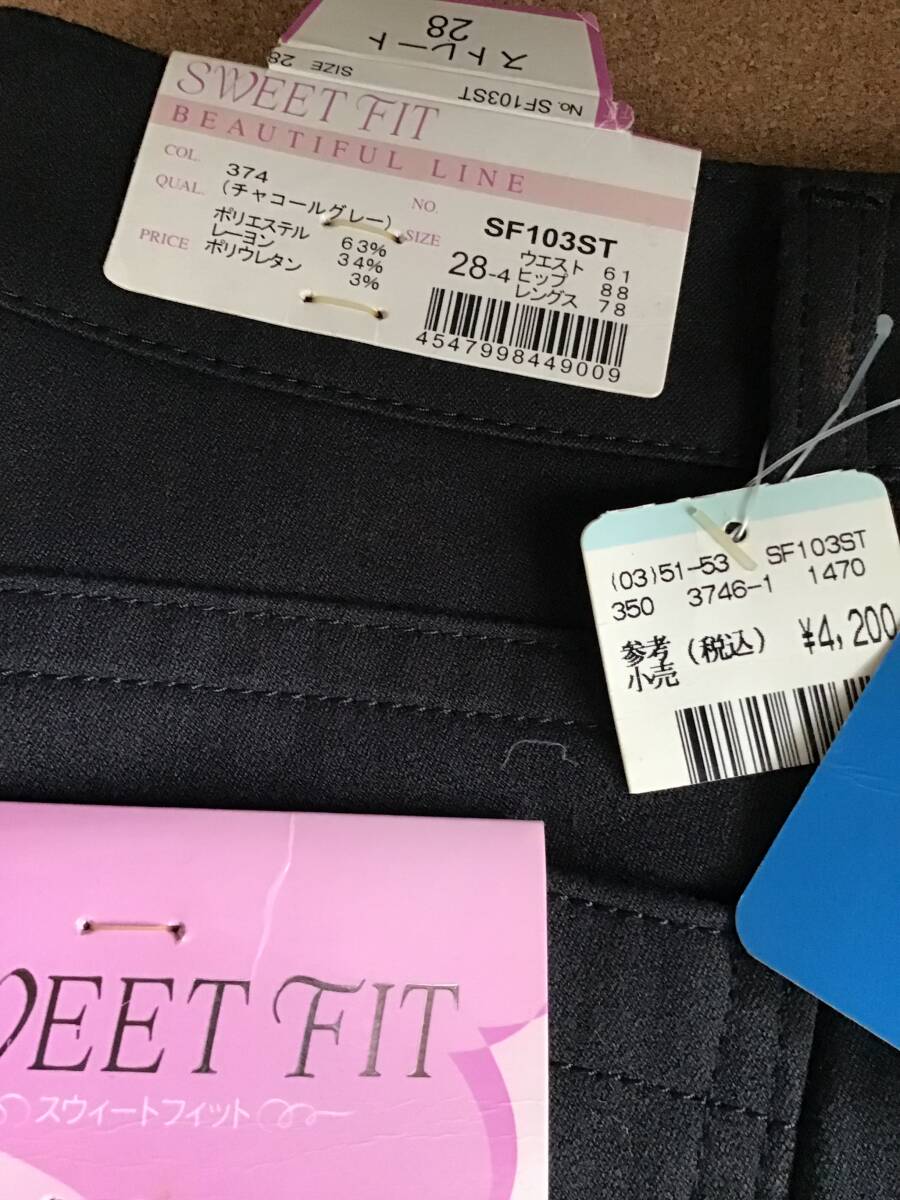 ストレート
28
No. SF103ST SIZE 28
SWEET FIT
BEAUTIFUL LINE
COL. 374
(チャコールグレー)
QUAL. ポリエステル 63%
レーヨン 34%
ポリウレタン 3%
PRICE
NO. SF103ST
SIZE 28-4
ウエスト 61
ヒップ 88
レングス 78
4547998449009
(03)51-53 SF103ST
350 3746-1 1470
参考小売 (税込) ¥4,200
WEET FIT
スウィートフィット